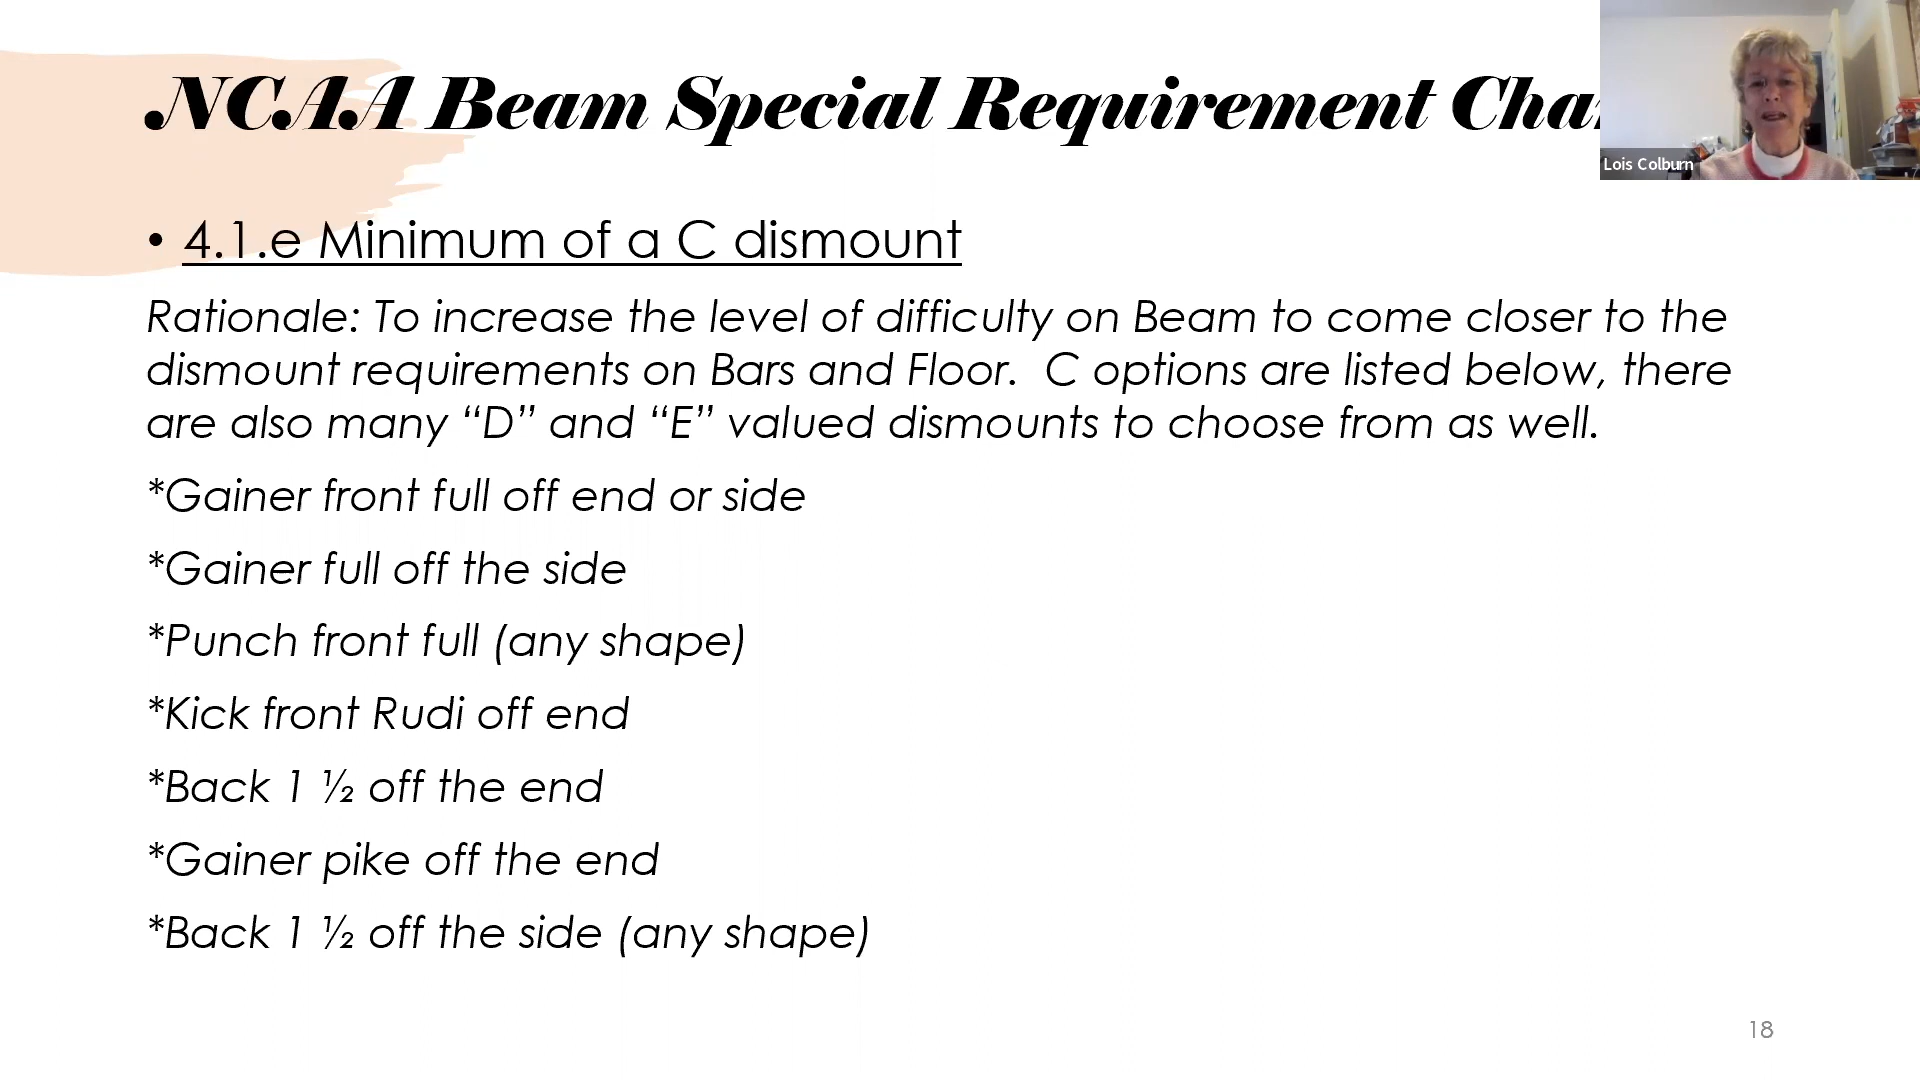 NCAA Beam Special Requirement
Lois Colburn
• 4.1.e Minimum of a C dismount
Rationale: To increase the level of difficulty on Beam to come closer to the
dismount requirements on Bars and Floor.  C options are listed below, there
are also many “D” and “E” valued dismounts to choose from as well.
*Gainer front full off end or side
*Gainer full off the side
*Punch front full (any shape)
*Kick front Rudi off end
*Back 1 ½ off the end
*Gainer pike off the end
*Back 1 ½ off the side (any shape)
18